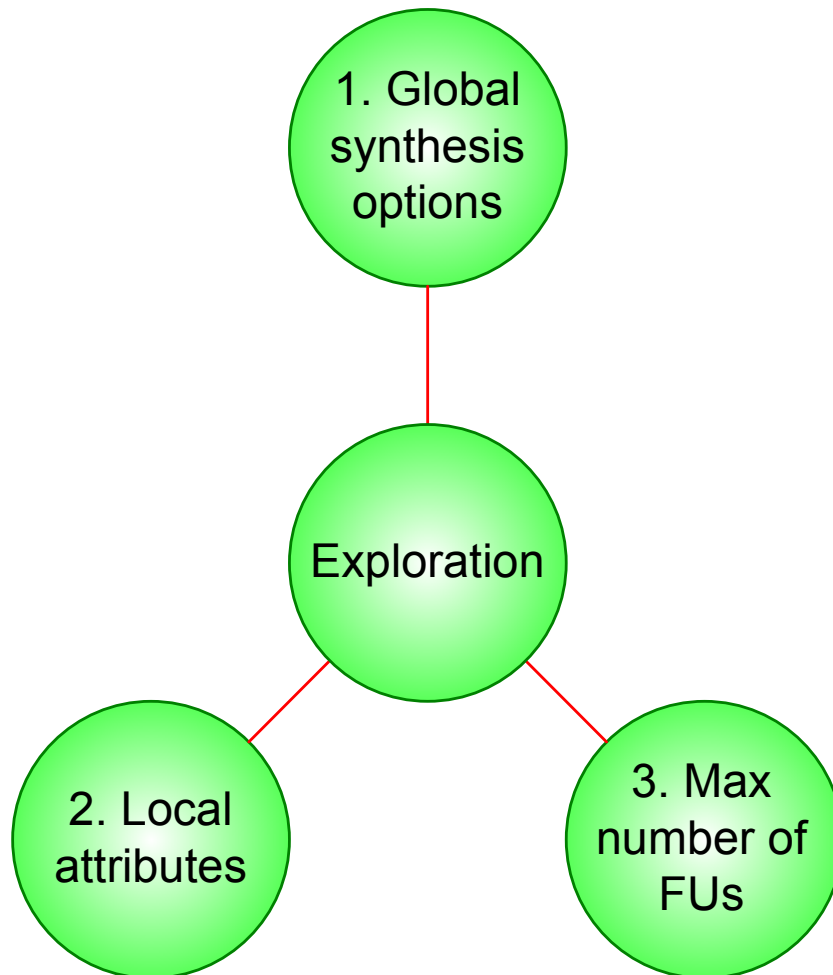 1. Global
synthesis
options
Exploration
2. Local
attributes
3. Max
number of
FUs